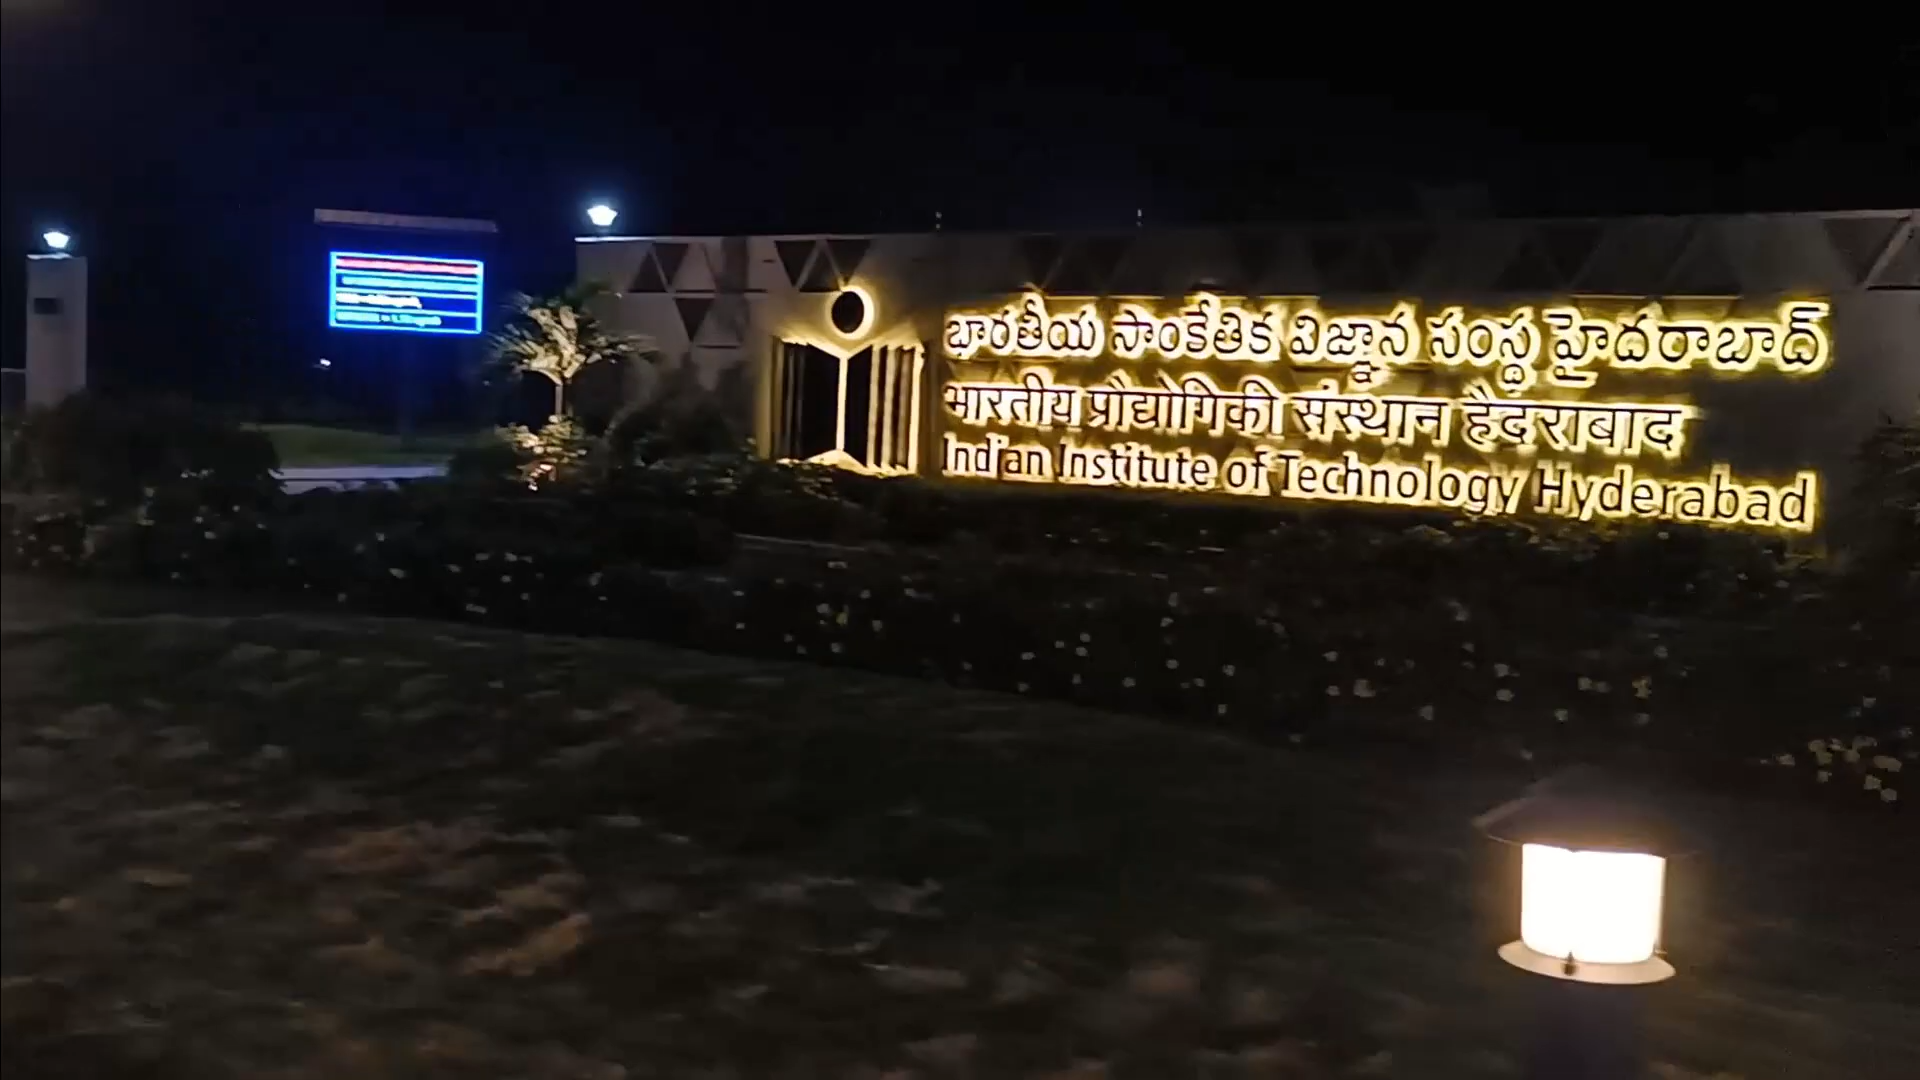 భారతీయ సాంకేతిక విజ్ఞాన సంస్థ హైదరాబాద్
भारतीय प्रौद्योगिकी संस्थान हैदराबाद
Indian Institute of Technology Hyderabad